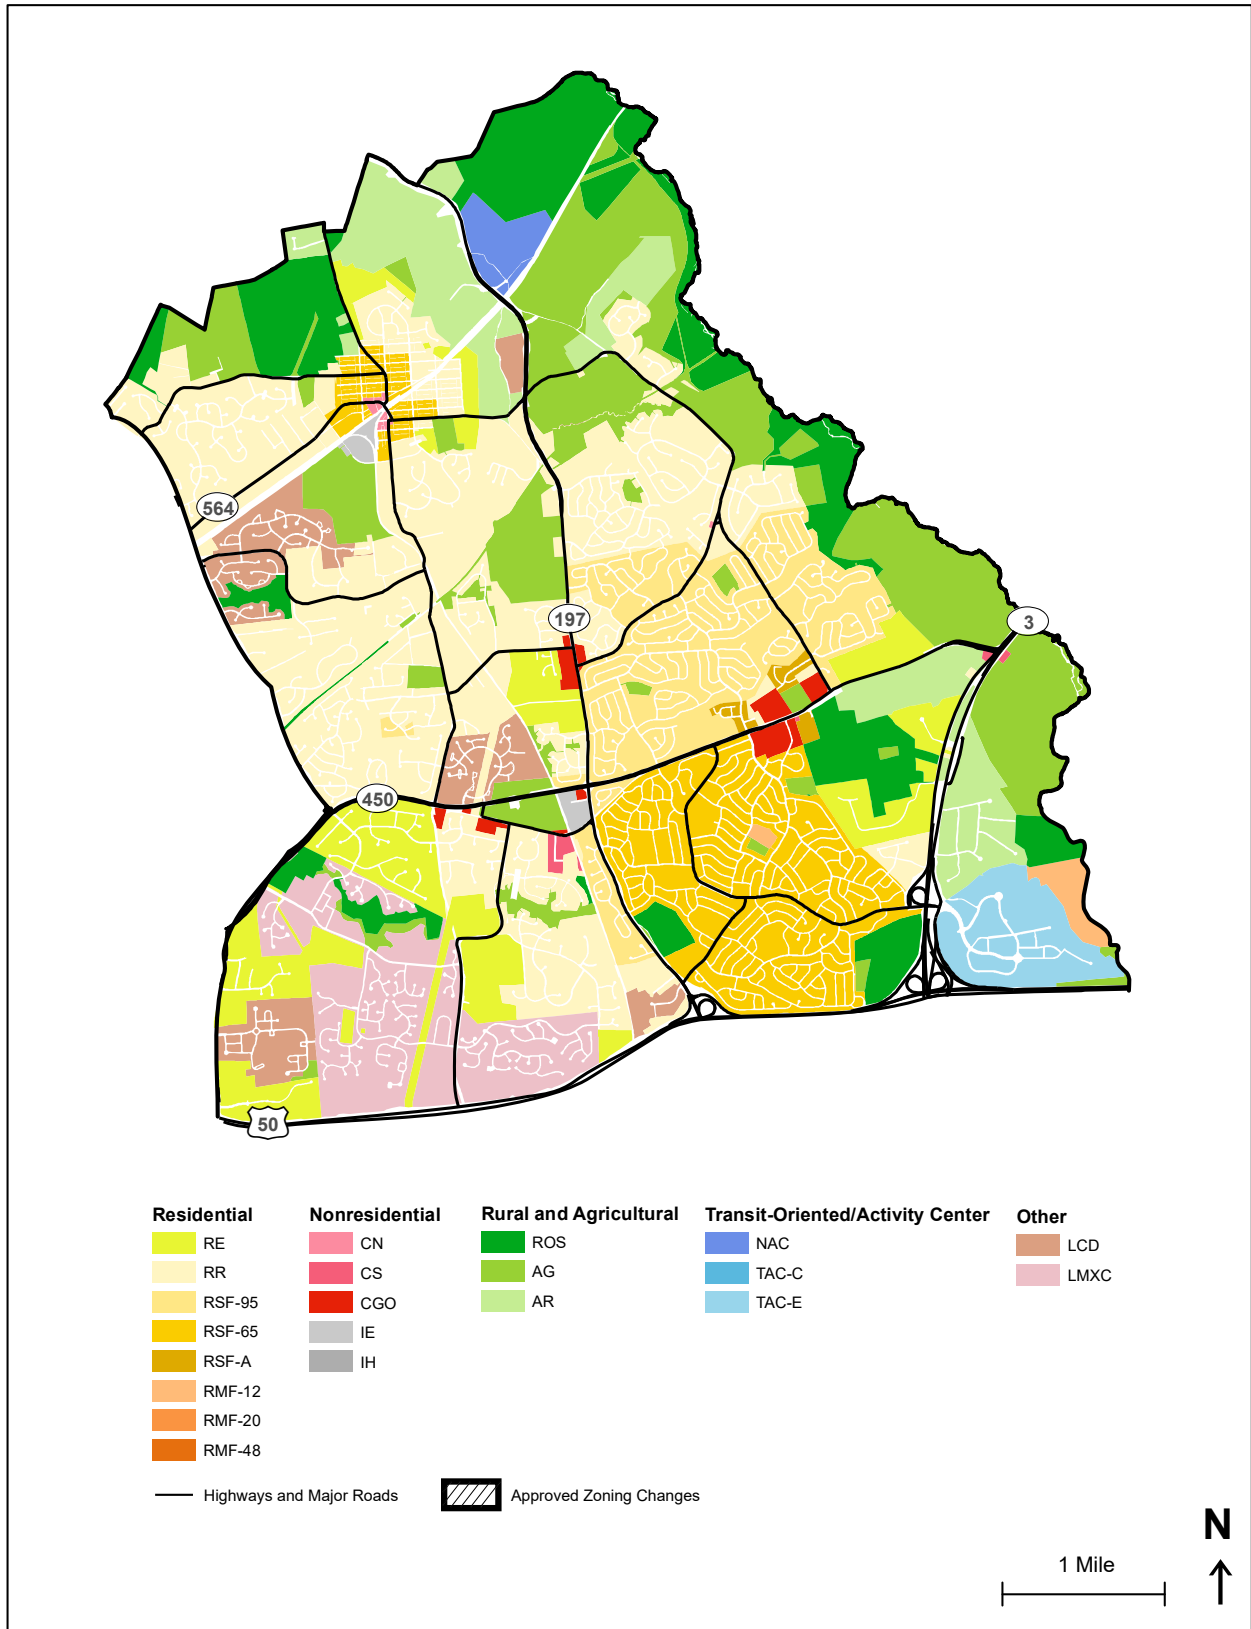 564
197
3
450
50
Residential
RE
RR
RSF-95
RSF-65
RSF-A
RMF-12
RMF-20
RMF-48
Nonresidential
CN
CS
CGO
IE
IH
Rural and Agricultural
ROS
AG
AR
Transit-Oriented/Activity Center
NAC
TAC-C
TAC-E
Other
LCD
LMXC
Highways and Major Roads
Approved Zoning Changes
N
1 Mile